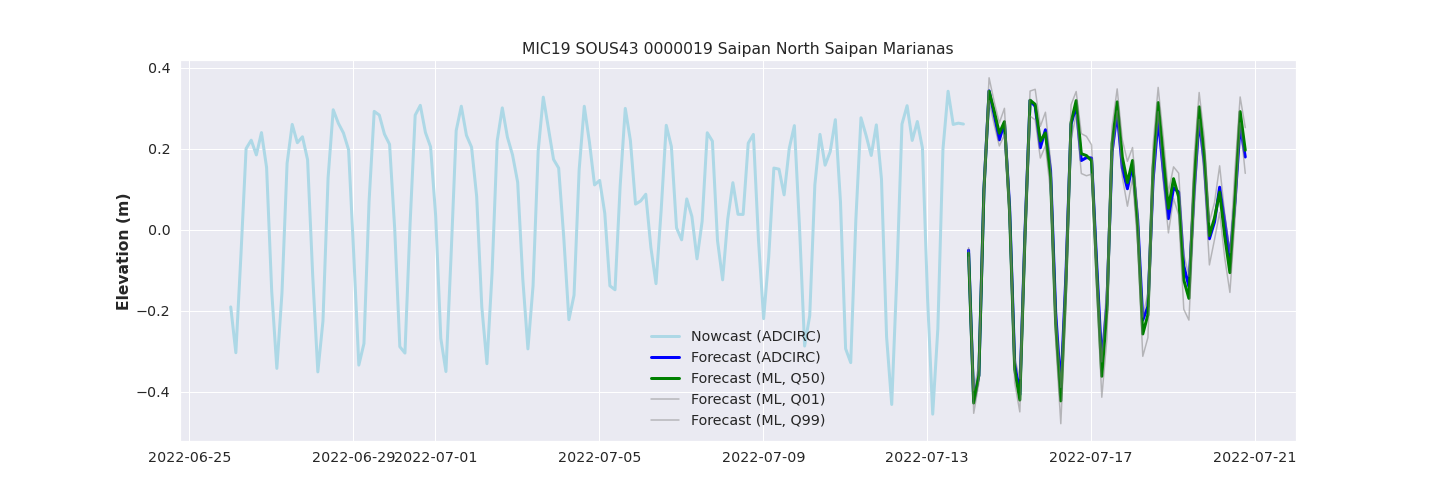 MIC19 SOUS43 0000019 Saipan North Saipan Marianas
0.4
0.2
0.0
−0.2
−0.4
Elevation (m)
Nowcast (ADCIRC)
Forecast (ADCIRC)
Forecast (ML, Q50)
Forecast (ML, Q01)
Forecast (ML, Q99)
2022-06-25 2022-06-29 2022-07-01 2022-07-05 2022-07-09 2022-07-13 2022-07-17 2022-07-21